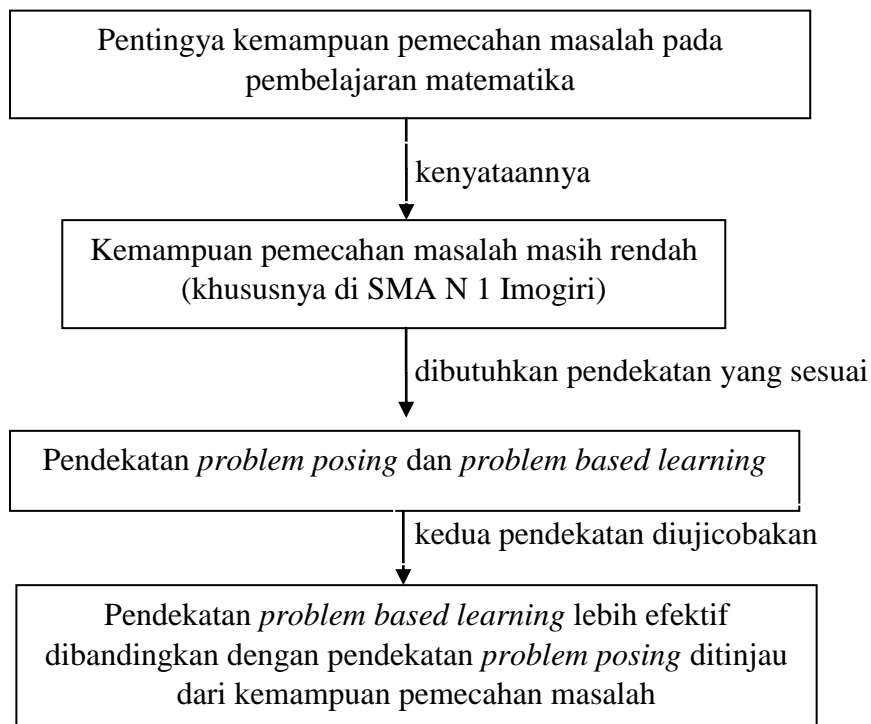 Pentingya kemampuan pemecahan masalah pada
pembelajaran matematika
kenyataannya
Kemampuan pemecahan masalah masih rendah
(khususnya di SMA N 1 Imogiri)
dibutuhkan pendekatan yang sesuai
Pendekatan problem posing dan problem based learning
kedua pendekatan diujicobakan
Pendekatan problem based learning lebih efektif
dibandingkan dengan pendekatan problem posing ditinjau
dari kemampuan pemecahan masalah